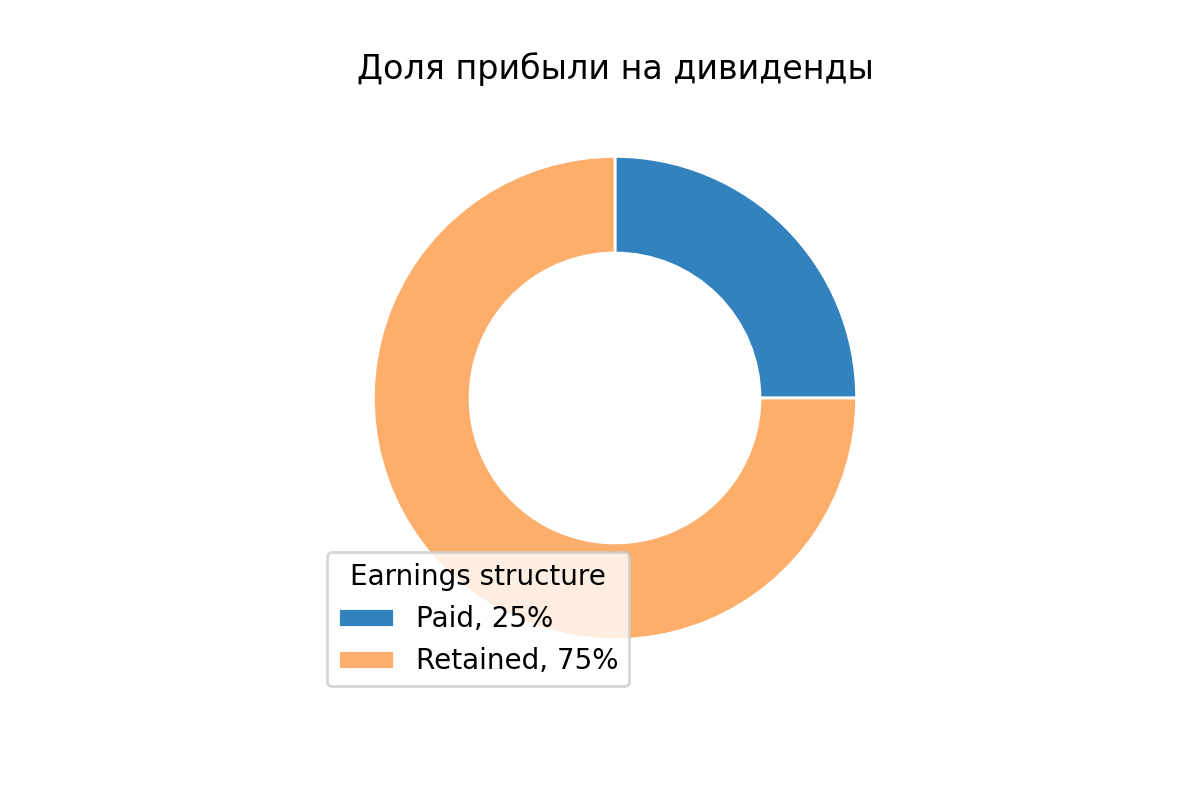 Доля прибыли на дивиденды
Earnings structure
Paid, 25%
Retained, 75%